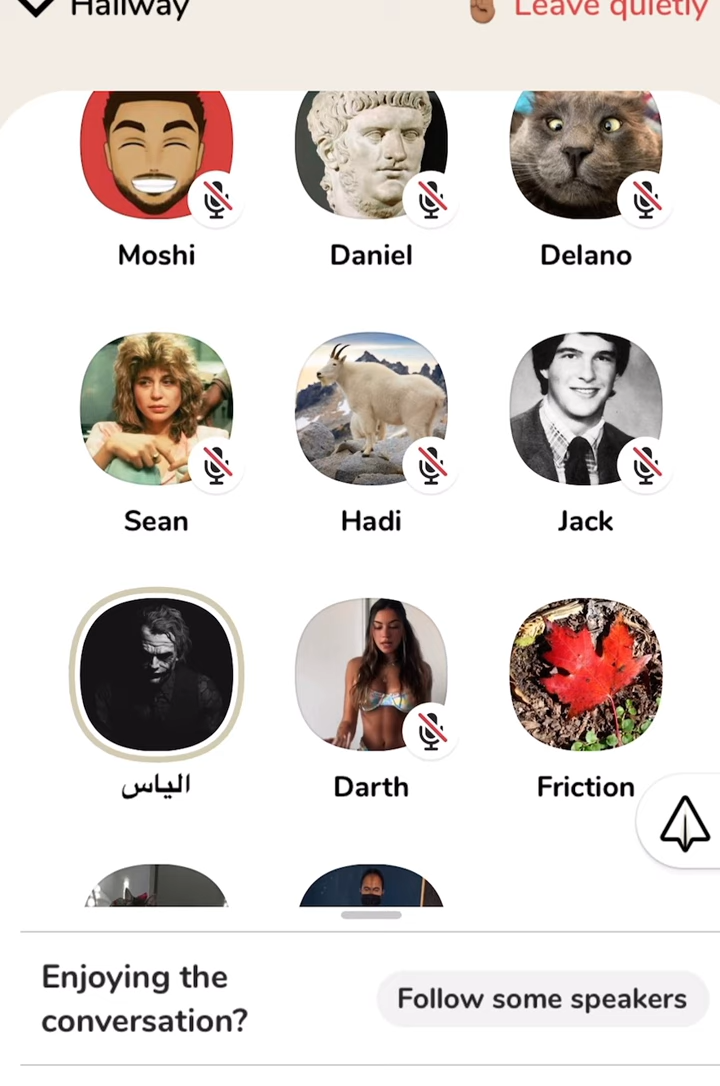 Hallway
Leave quietly
Moshi
Daniel
Delano
Sean
Hadi
Jack
الياس
Darth
Friction
Enjoying the
conversation?
Follow some speakers